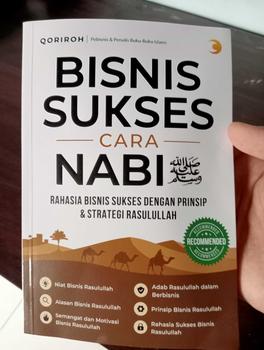 QORIROH | Pebisnis & Penulis Buku-Buku Islami
BISNIS
SUKSES
CARA
NABI ﷺ
RAHASIA BISNIS SUKSES DENGAN PRINSIP
& STRATEGI RASULULLAH
RECOMMENDED
RECOMMENDED
RECOMMENDED
Niat Bisnis Rasulullah
Alasan Bisnis Rasulullah
Semangat dan Motivasi
Bisnis Rasulullah
Adab Rasulullah dalam
Berbisnis
Prinsip Bisnis Rasulullah
Rahasia Sukses Bisnis
Rasulullah